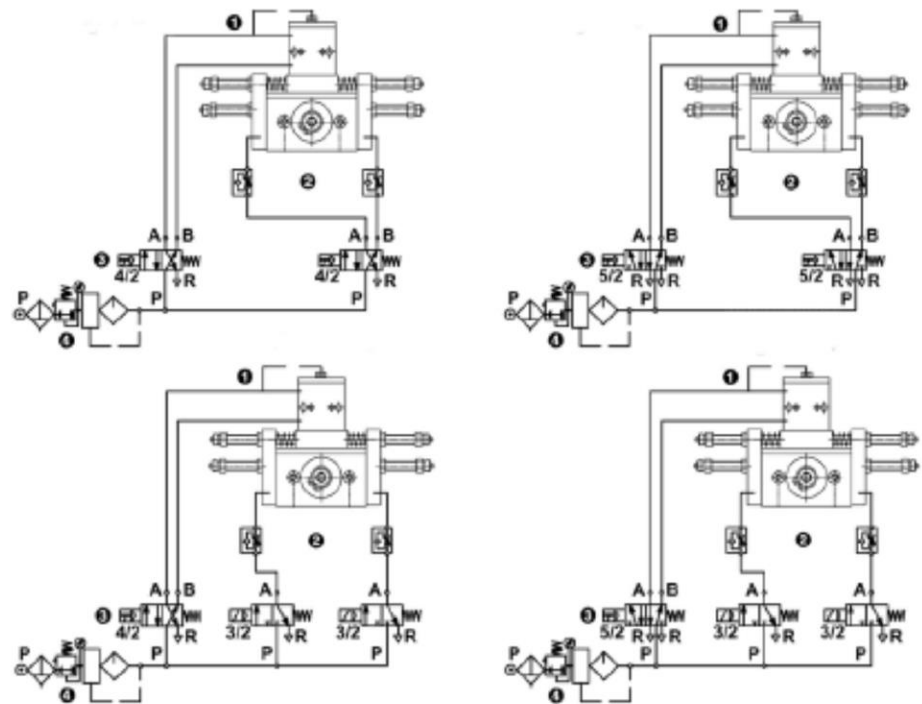 ❶ ❶
❷ ❷
A B A B A B A B
❸ 4/2 R 4/2 R ❸ 5/2 R R 5/2 R R
P P P P P P
❹ ❹
❶ ❶
❷ ❷
A B A A A B A A
❸ 4/2 R 3/2 R 3/2 R ❸ 5/2 R R 3/2 R 3/2 R
P P P P P P P P
❹ ❹